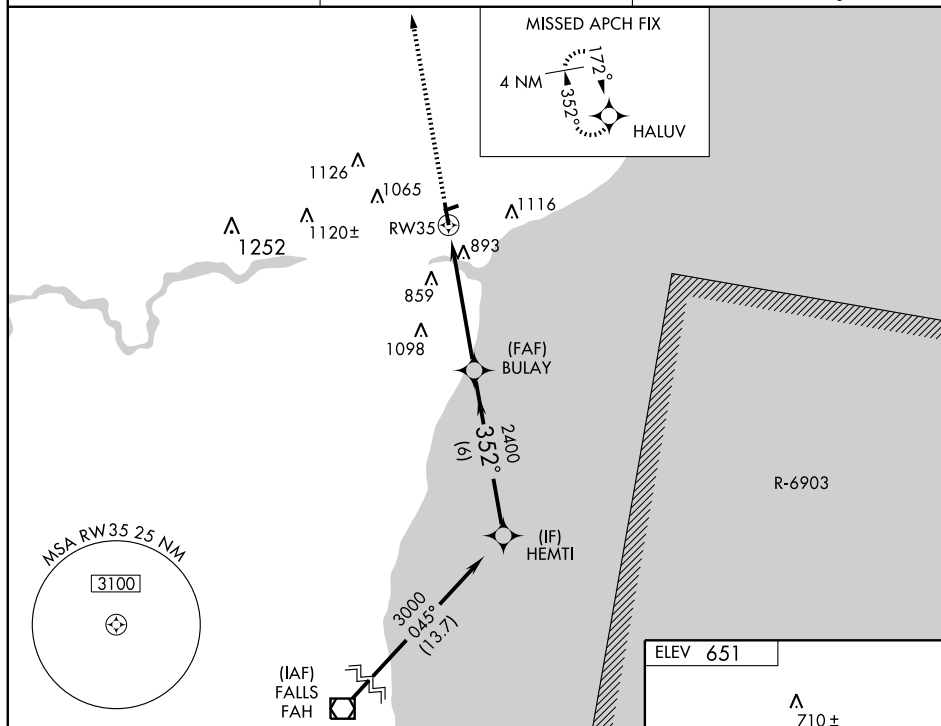 MISSED APCH FIX
4 NM
172°
352°
HALUV
1126
1065
1120±
1252
RW35
1116
893
859
1098
(FAF)
BULAY
2400
352°
(6)
R-6903
(IF)
HEMTI
MSA RW35 25 NM
3100
3000
045°
(13.7)
(IAF)
FALLS
FAH
ELEV 651
710±